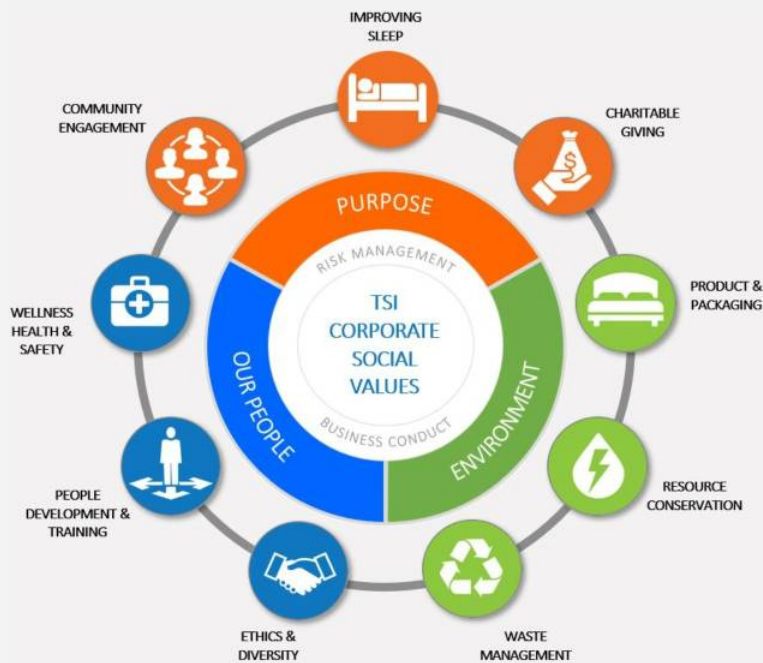 IMPROVING
SLEEP
COMMUNITY
ENGAGEMENT
CHARITABLE
GIVING
$
PURPOSE
RISK MANAGEMENT
TSI
CORPORATE
SOCIAL
VALUES
BUSINESS CONDUCT
OUR PEOPLE
ENVIRONMENT
WELLNESS
HEALTH &
SAFETY
PRODUCT &
PACKAGING
PEOPLE
DEVELOPMENT &
TRAINING
RESOURCE
CONSERVATION
ETHICS &
DIVERSITY
WASTE
MANAGEMENT